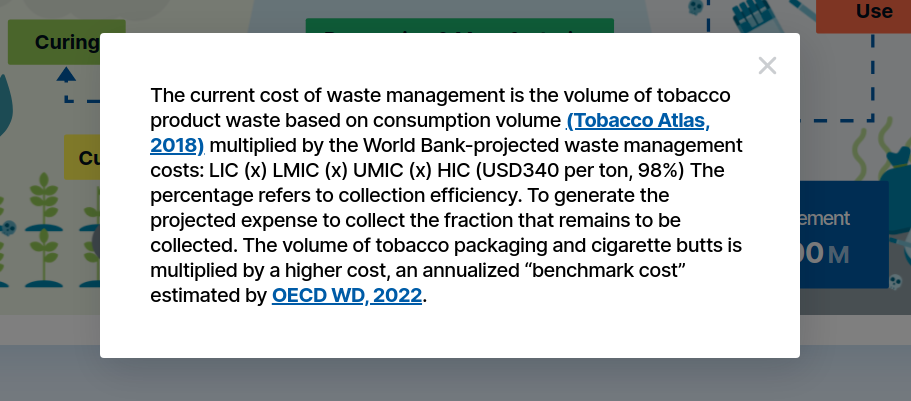 Use
Curing
The current cost of waste management is the volume of tobacco
product waste based on consumption volume (Tobacco Atlas,
2018) multiplied by the World Bank-projected waste management
costs: LIC (x) LMIC (x) UMIC (x) HIC (USD340 per ton, 98%) The
percentage refers to collection efficiency. To generate the
projected expense to collect the fraction that remains to be
collected. The volume of tobacco packaging and cigarette butts is
multiplied by a higher cost, an annualized “benchmark cost”
estimated by OECD WD, 2022.